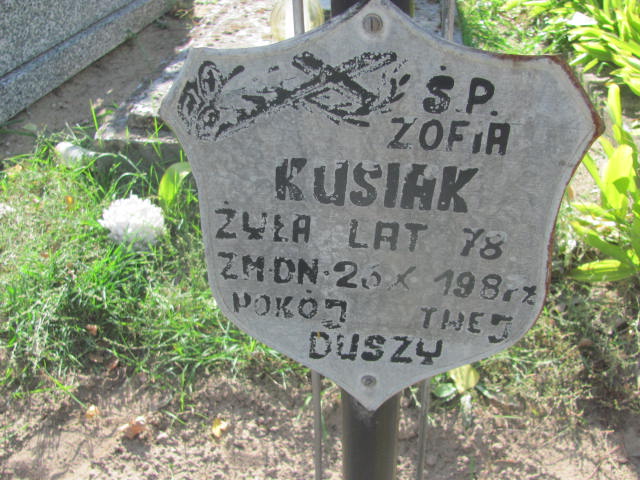 Ś.P.
ZOFIA
KUSIAK
ŻYŁA LAT 78
ZM.DN. X
POKÓJ TWEJ
DUSZY